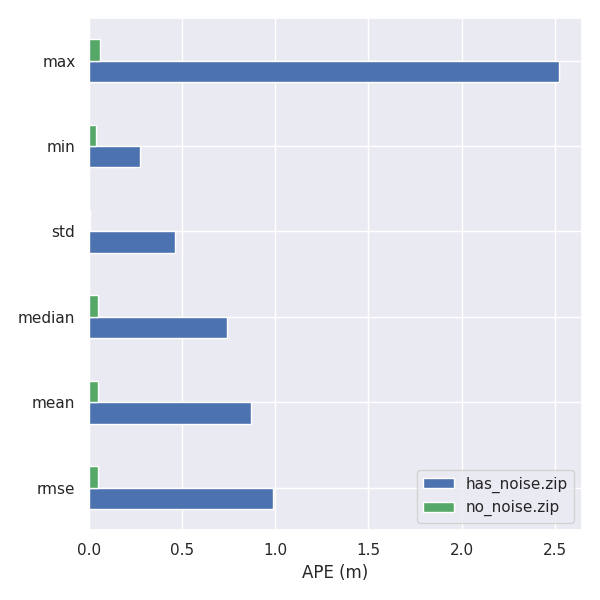 max
min
std
median
mean
rmse
has_noise.zip
no_noise.zip
0.0 0.5 1.0 1.5 2.0 2.5
APE (m)